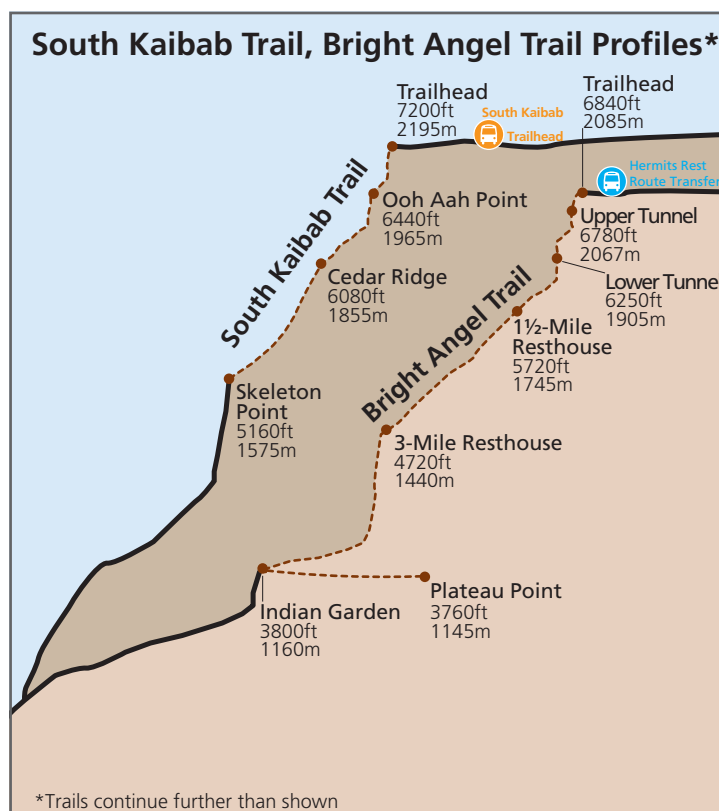 South Kaibab Trail, Bright Angel Trail Profiles*
Trailhead
7200ft
2195m
South Kaibab
Trailhead
Trailhead
6840ft
2085m
Hermits Rest
Route Transfer
South Kaibab Trail
Ooh Aah Point
6440ft
1965m
Upper Tunnel
6780ft
2067m
Cedar Ridge
6080ft
1855m
Lower Tunnel
6250ft
1905m
Bright Angel Trail
1½-Mile
Resthouse
5720ft
1745m
Skeleton
Point
5160ft
1575m
3-Mile Resthouse
4720ft
1440m
Indian Garden
3800ft
1160m
Plateau Point
3760ft
1145m
*Trails continue further than shown